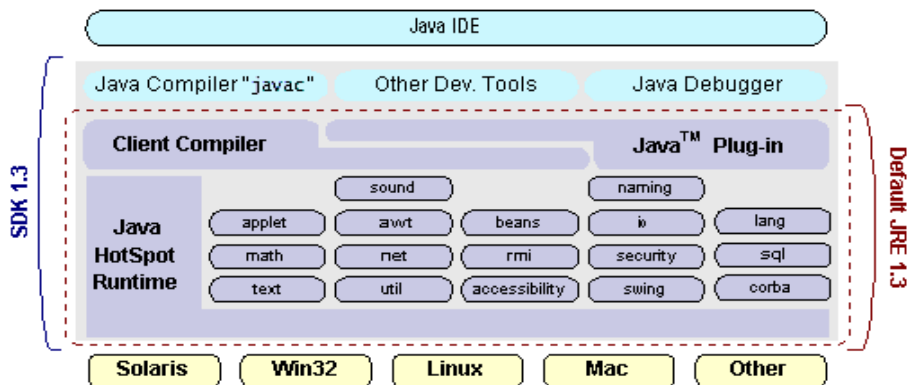 Java IDE
Java Compiler "javac"
Other Dev. Tools
Java Debugger
Client Compiler
Java™ Plug-in
SDK 1.3
Default JRE 1.3
Java
HotSpot
Runtime
sound
naming
applet
awt
beans
io
lang
math
net
rmi
security
sql
text
util
accessibility
swing
corba
Solaris
Win32
Linux
Mac
Other